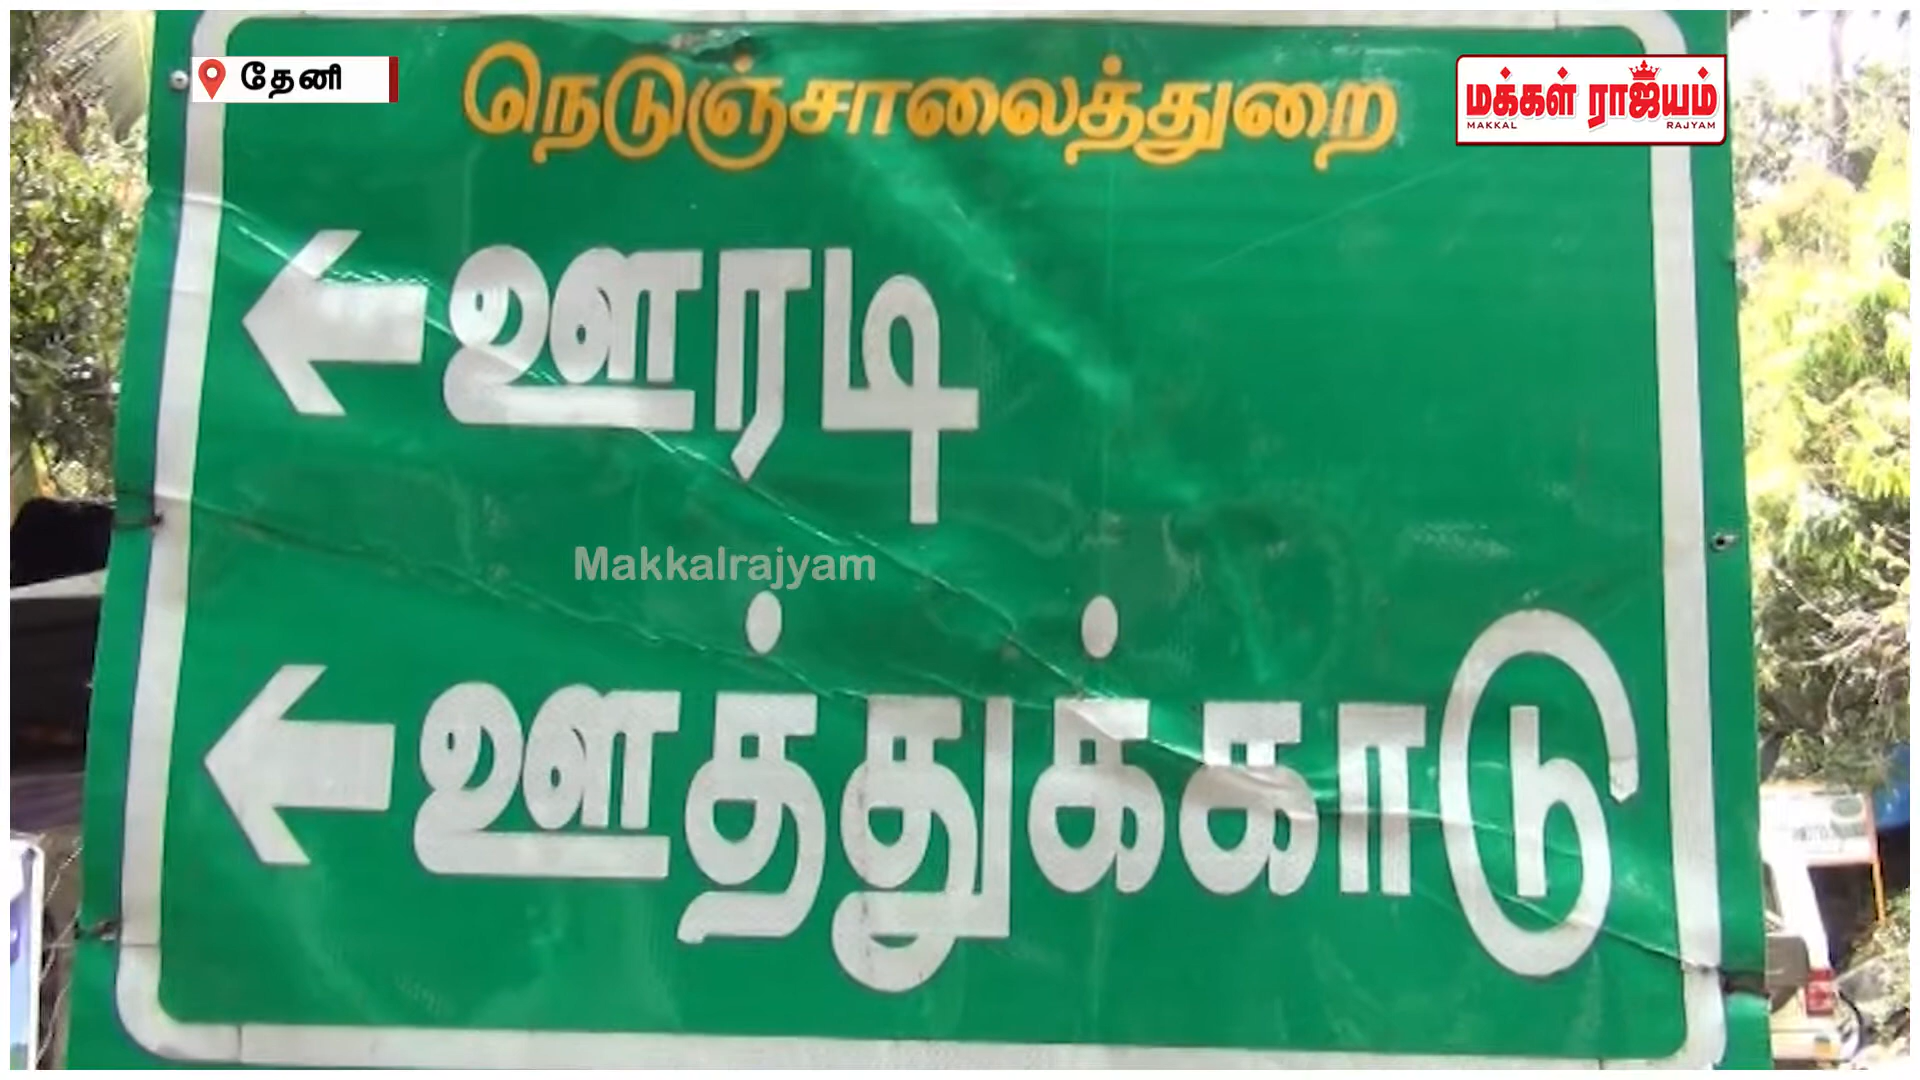 தேனி
மக்கள் ராஜ்யம்
MAKKAL RAJYAM
நெடுஞ்சாலைத்துறை
ஊரடி
Makkalrajyam
ஊத்துக்காடு